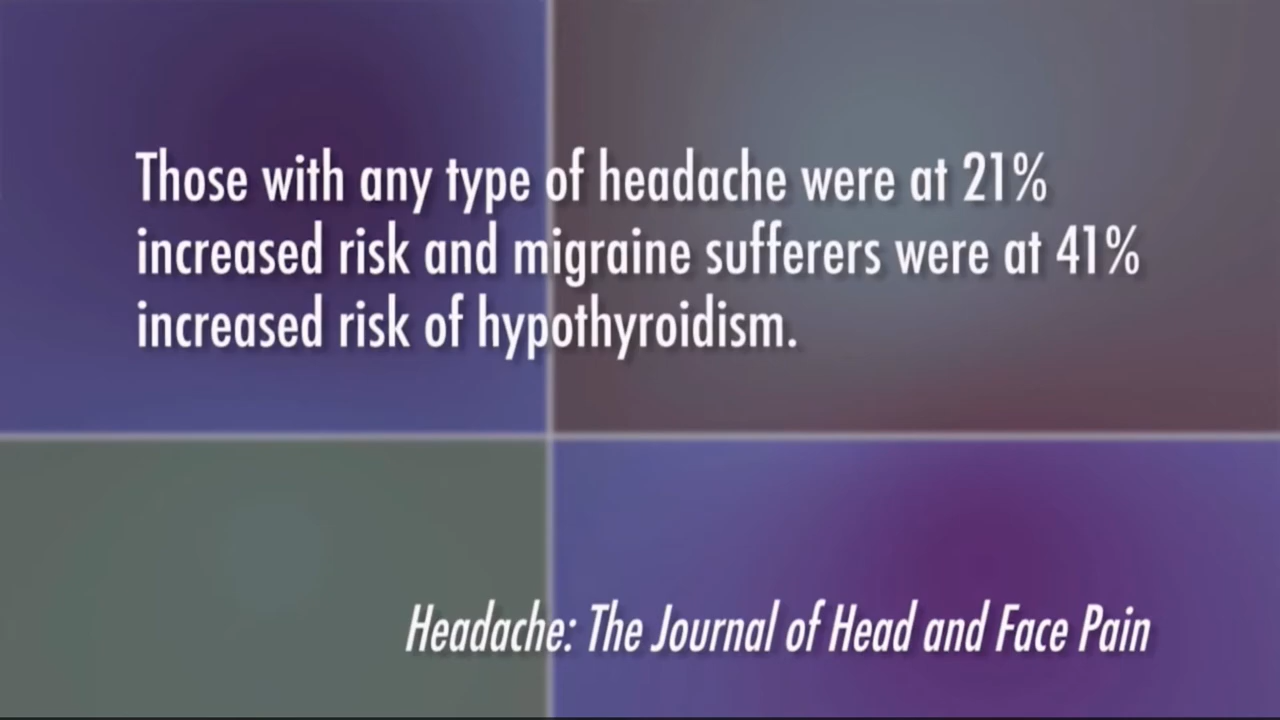 Those with any type of headache were at 21%
increased risk and migraine sufferers were at 41%
increased risk of hypothyroidism.
Headache: The Journal of Head and Face Pain